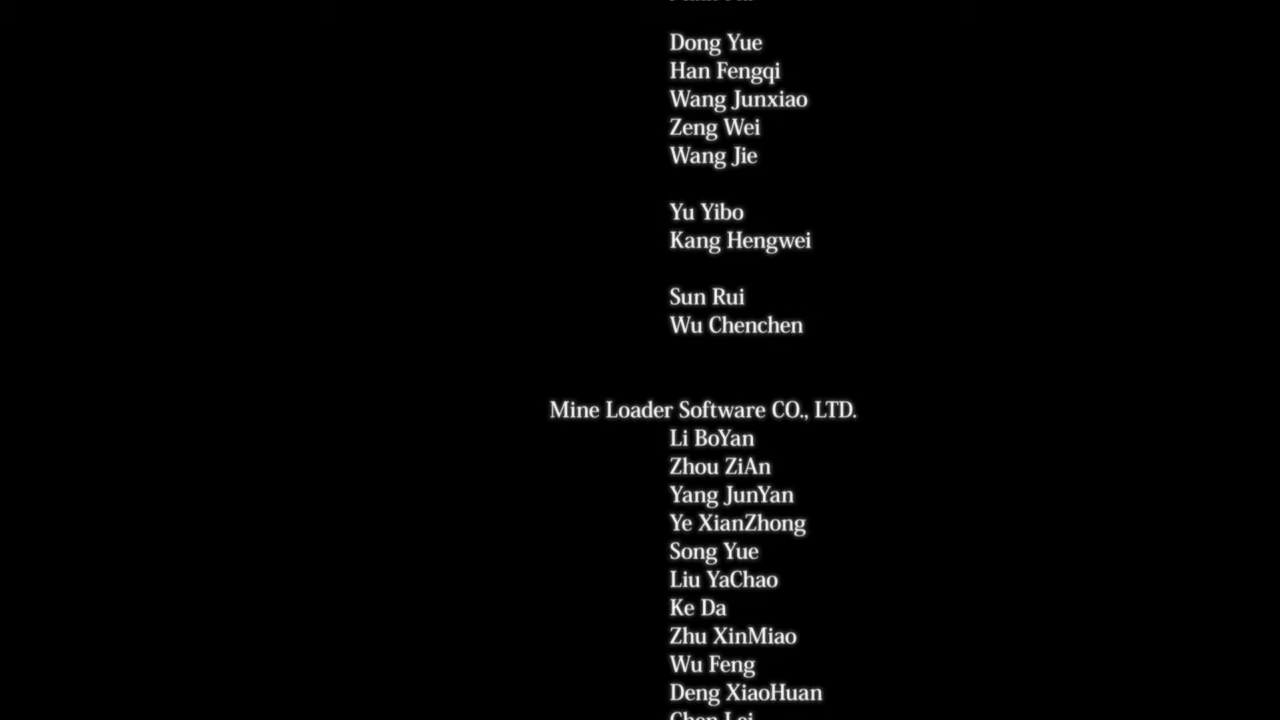 Dong Yue
Han Fengqi
Wang Junxiao
Zeng Wei
Wang Jie
Yu Yibo
Kang Hengwei
Sun Rui
Wu Chenchen
Mine Loader Software CO., LTD.
Li BoYan
Zhou ZiAn
Yang JunYan
Ye XianZhong
Song Yue
Liu YaChao
Ke Da
Zhu XinMiao
Wu Feng
Deng XiaoHuan